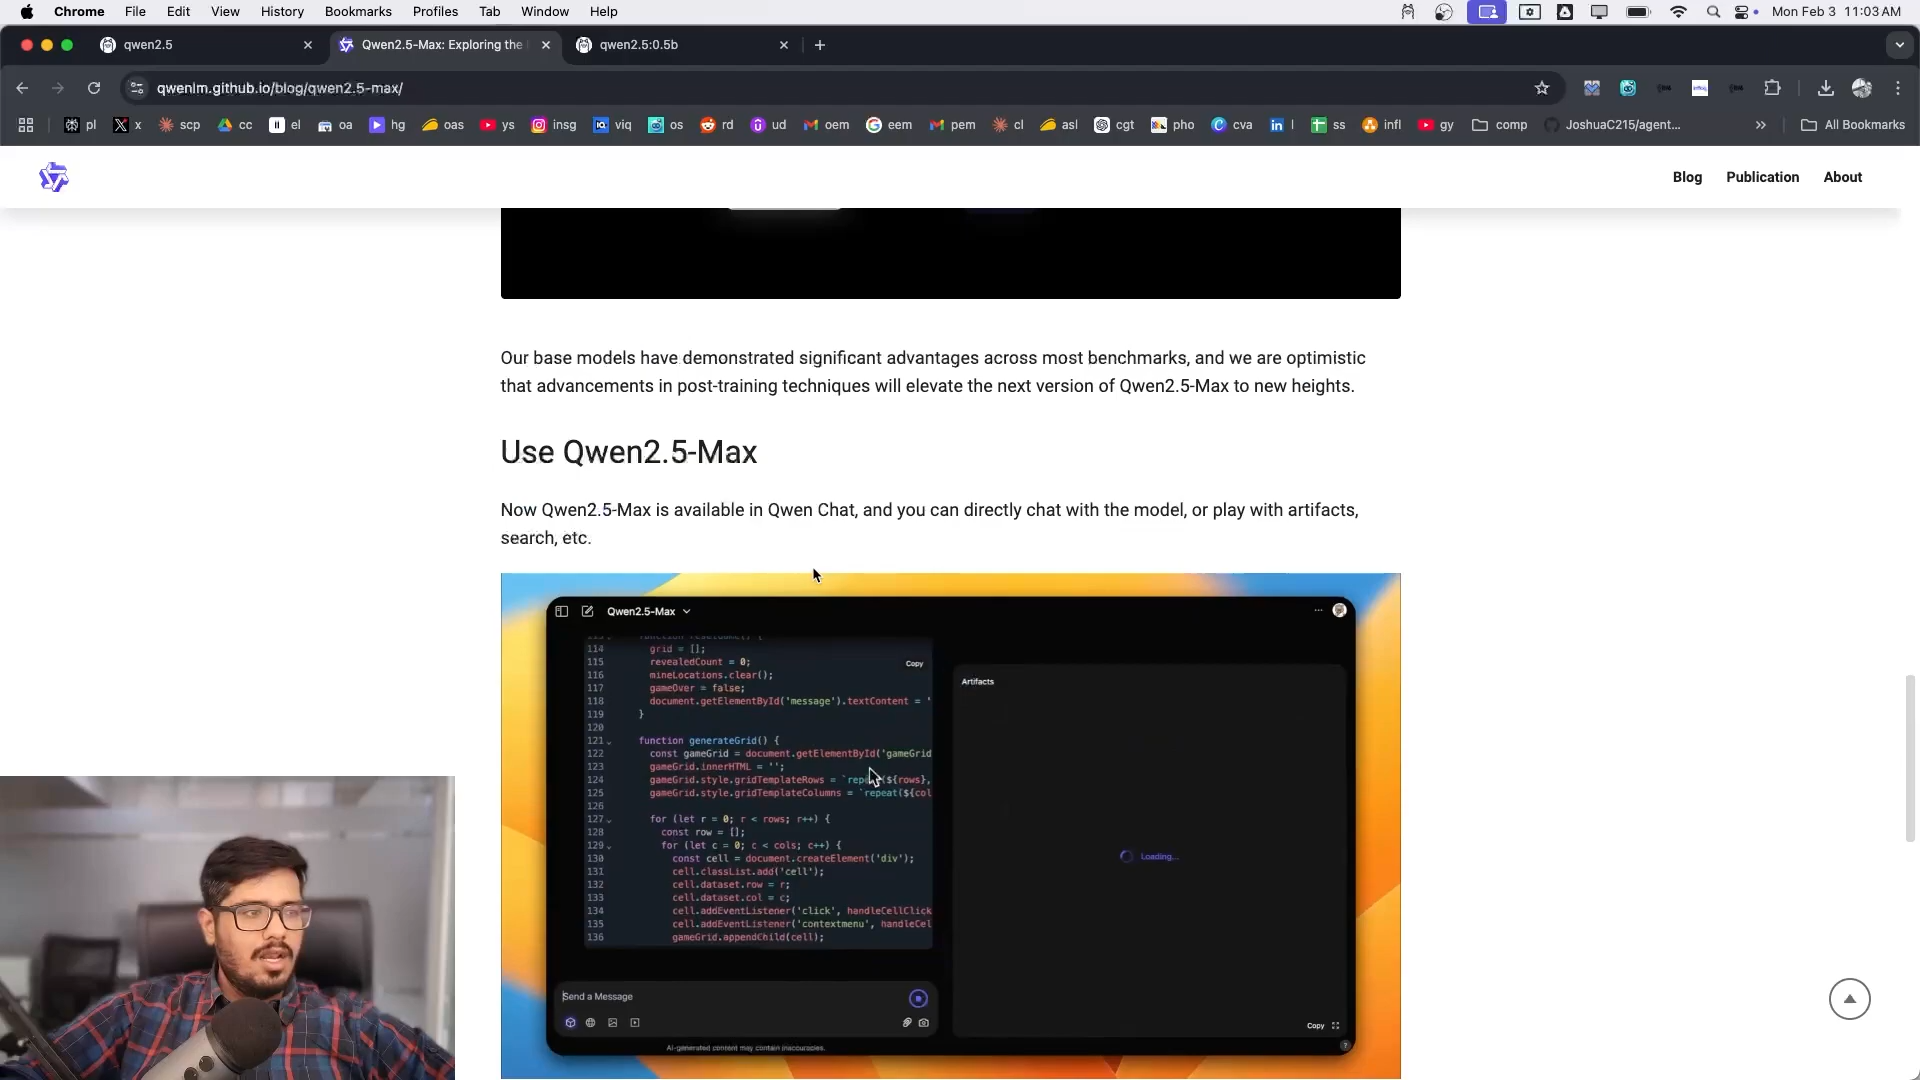 Chrome File Edit View History Bookmarks Profiles Tab Window Help Mon Feb 3 11:03 AM
qwen2.5
Qwen2.5-Max: Exploring the
qwen2.5:0.5b
qwenlm.github.io/blog/qwen2.5-max/
pl x scp cc el oa hg oas ys insg viq os rd ud oem eem pem cl asl cgt pho cva l ss infl gy comp JoshuaC215/agent... All Bookmarks
Blog Publication About
Our base models have demonstrated significant advantages across most benchmarks, and we are optimistic
that advancements in post-training techniques will elevate the next version of Qwen2.5-Max to new heights.
Use Qwen2.5-Max
Now Qwen2.5-Max is available in Qwen Chat, and you can directly chat with the model, or play with artifacts,
search, etc.
Qwen2.5-Max
113 function resetGame() {
114 grid = [];
115 revealedCount = 0;
116 mineLocations.clear();
117 gameOver = false;
118 document.getElementById('message').textContent = '
119 }
120
121 function generateGrid() {
122 const gameGrid = document.getElementById('gameGrid
123 gameGrid.innerHTML = '';
124 gameGrid.style.gridTemplateRows = `repeat(${rows},
125 gameGrid.style.gridTemplateColumns = `repeat(${col
126
127 for (let r = 0; r < rows; r++) {
128 const row = [];
129 for (let c = 0; c < cols; c++) {
130 const cell = document.createElement('div');
131 cell.classList.add('cell');
132 cell.dataset.row = r;
133 cell.dataset.col = c;
134 cell.addEventListener('click', handleCellClick
135 cell.addEventListener('contextmenu', handleCel
136 gameGrid.appendChild(cell);
Copy
Artifacts
Loading...
Send a Message
Copy
AI-generated content may contain inaccuracies.